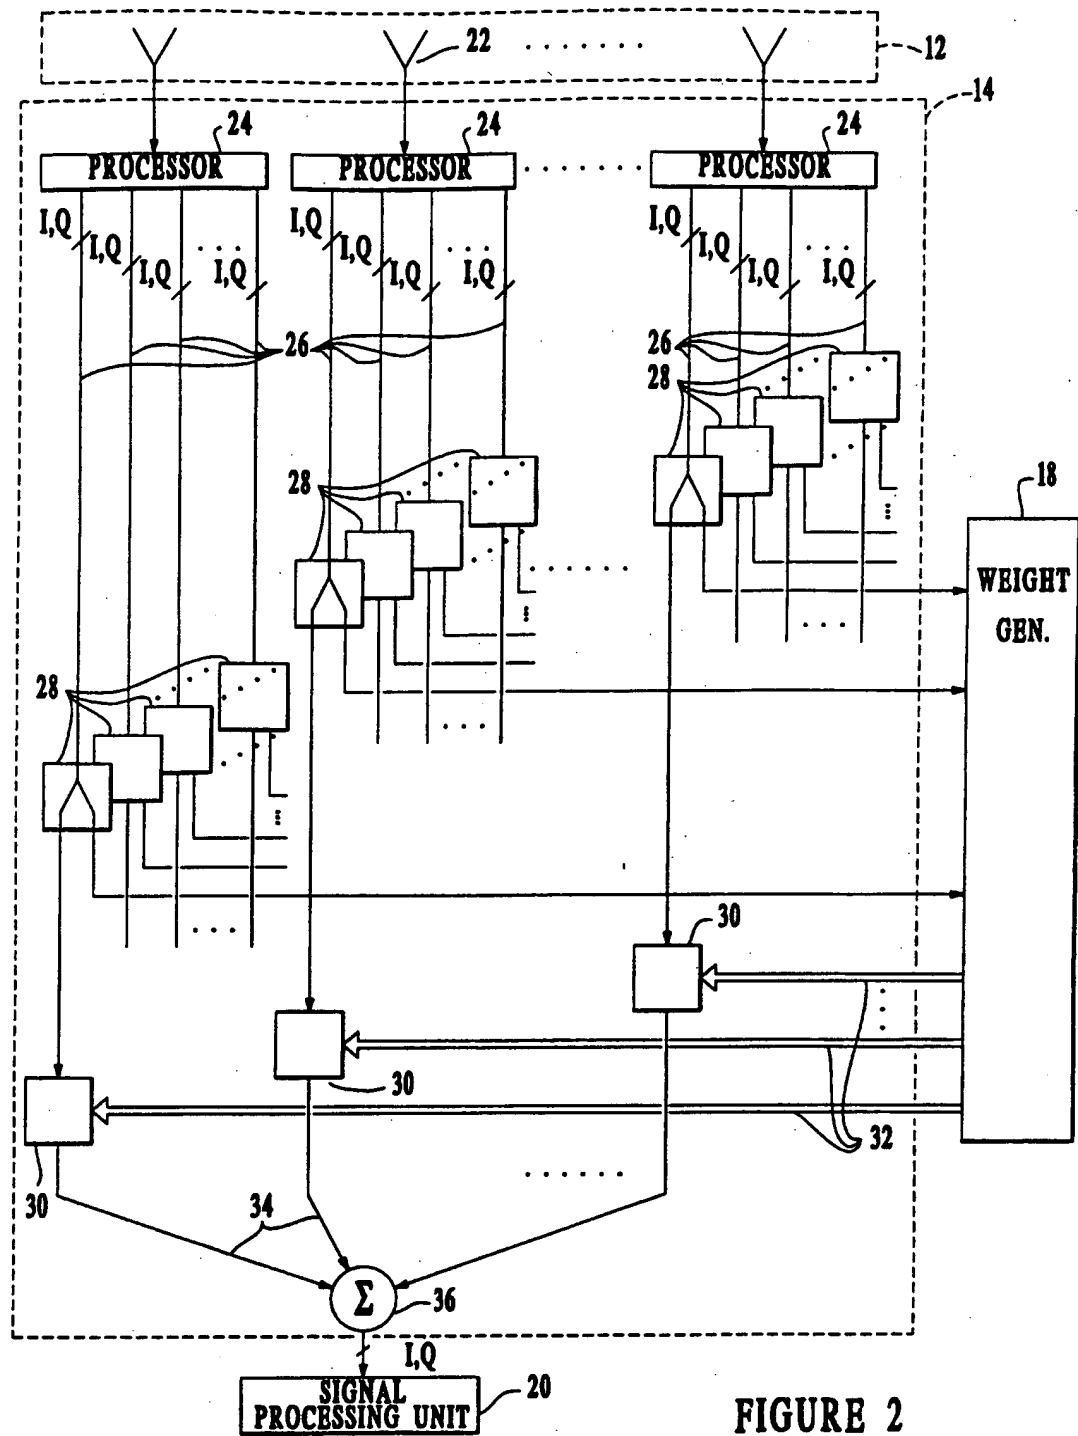 22
12
14
24
24
24
PROCESSOR
PROCESSOR
PROCESSOR
I,Q
I,Q
I,Q
I,Q
I,Q
I,Q
I,Q
I,Q
I,Q
I,Q
I,Q
I,Q
26
26
28
28
18
WEIGHT
GEN.
28
30
30
32
30
34
Σ
36
I,Q
SIGNAL
PROCESSING UNIT
20
FIGURE 2